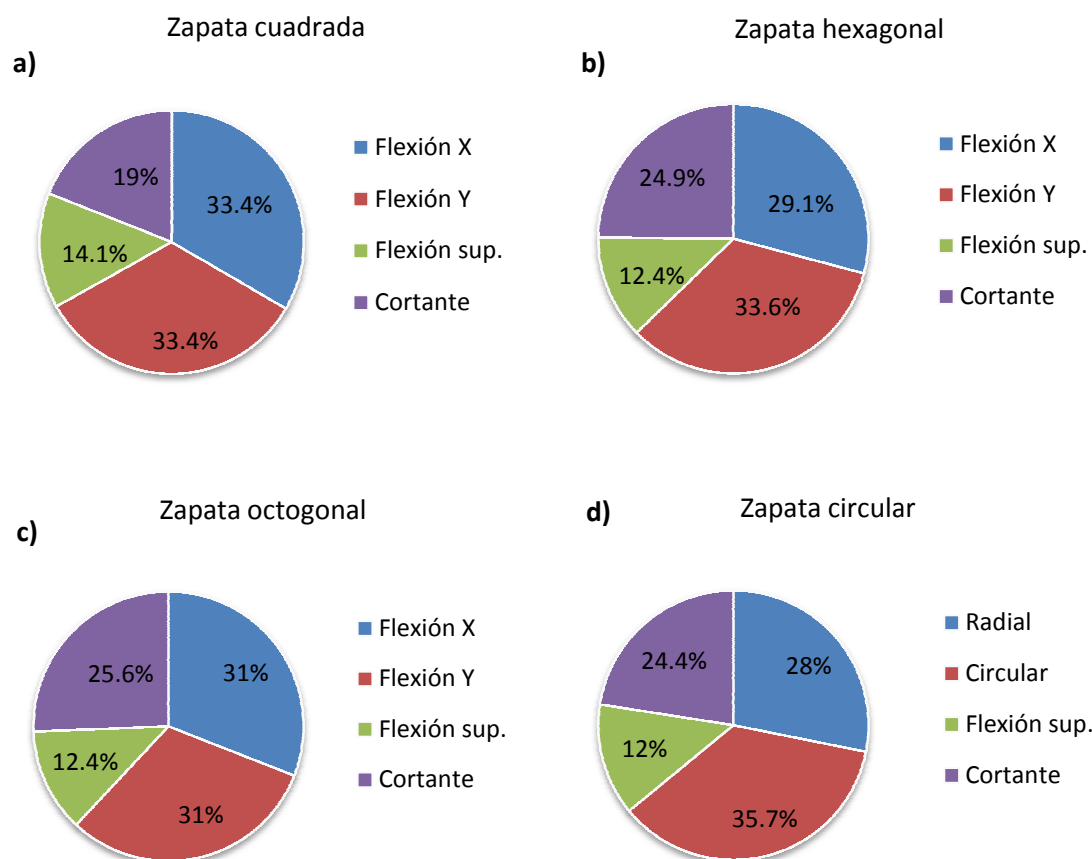 Zapata cuadrada
a)
19%
33.4%
14.1%
33.4%
Flexión X
Flexión Y
Flexión sup.
Cortante
Zapata hexagonal
b)
24.9%
29.1%
12.4%
33.6%
Flexión X
Flexión Y
Flexión sup.
Cortante
Zapata octogonal
c)
25.6%
31%
12.4%
31%
Flexión X
Flexión Y
Flexión sup.
Cortante
Zapata circular
d)
24.4%
28%
12%
35.7%
Radial
Circular
Flexión sup.
Cortante